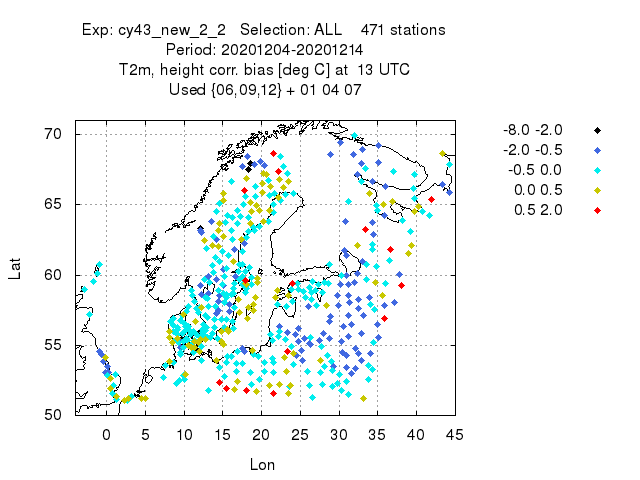 Exp: cy43_new_2_2 Selection: ALL 471 stations
Period: 20201204-20201214
T2m, height corr. bias [deg C] at 13 UTC
Used {06,09,12} + 01 04 07
-8.0 -2.0
-2.0 -0.5
-0.5 0.0
0.0 0.5
0.5 2.0
70
65
60
55
50
Lat
0 5 10 15 20 25 30 35 40 45
Lon